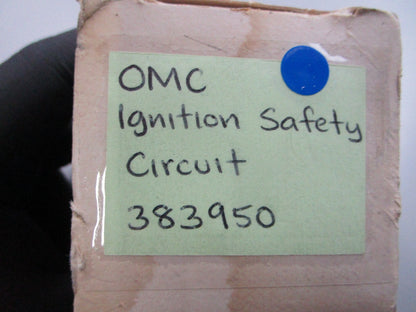 OMC
Ignition Safety
Circuit
383950